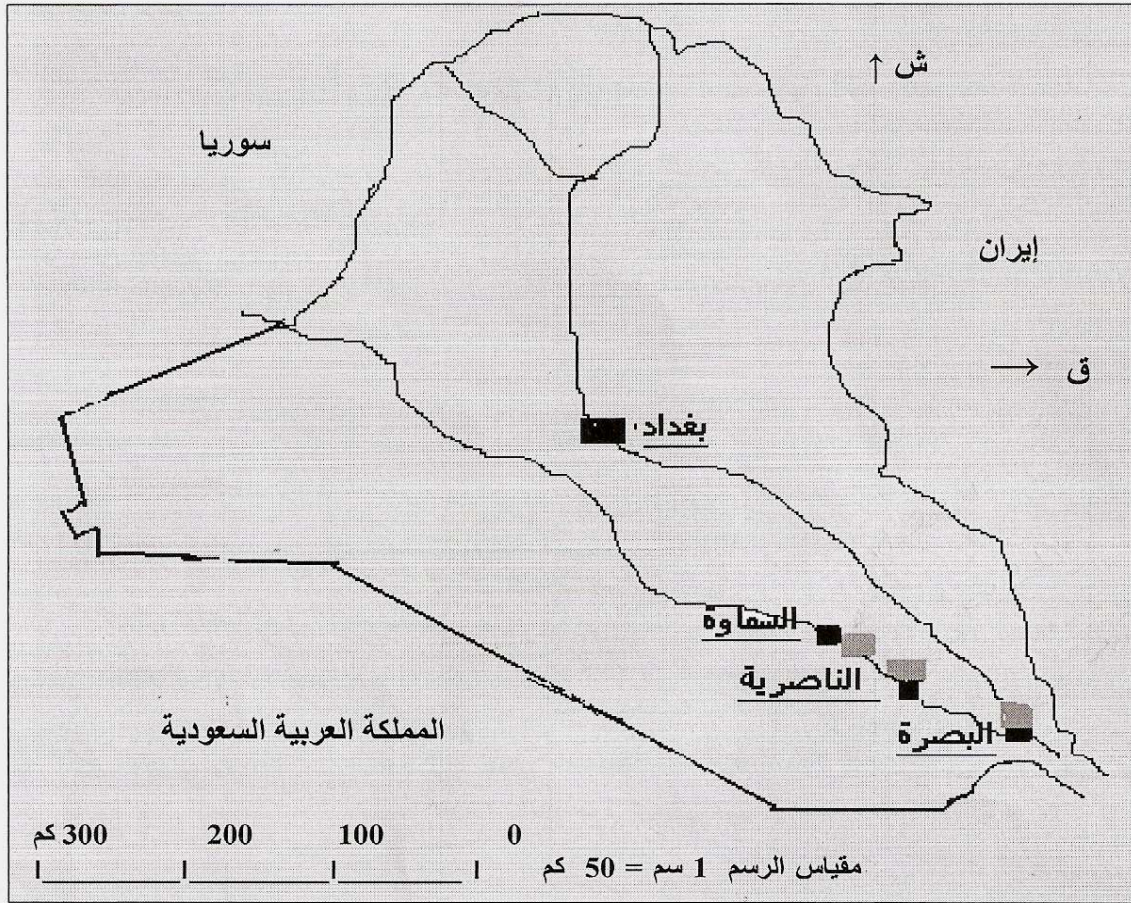 ش ↑
سوريا
إيران
ق →
بغداد
السماوة
الناصرية
البصرة
المملكة العربية السعودية
0 100 200 300 كم
مقياس الرسم 1 سم = 50 كم